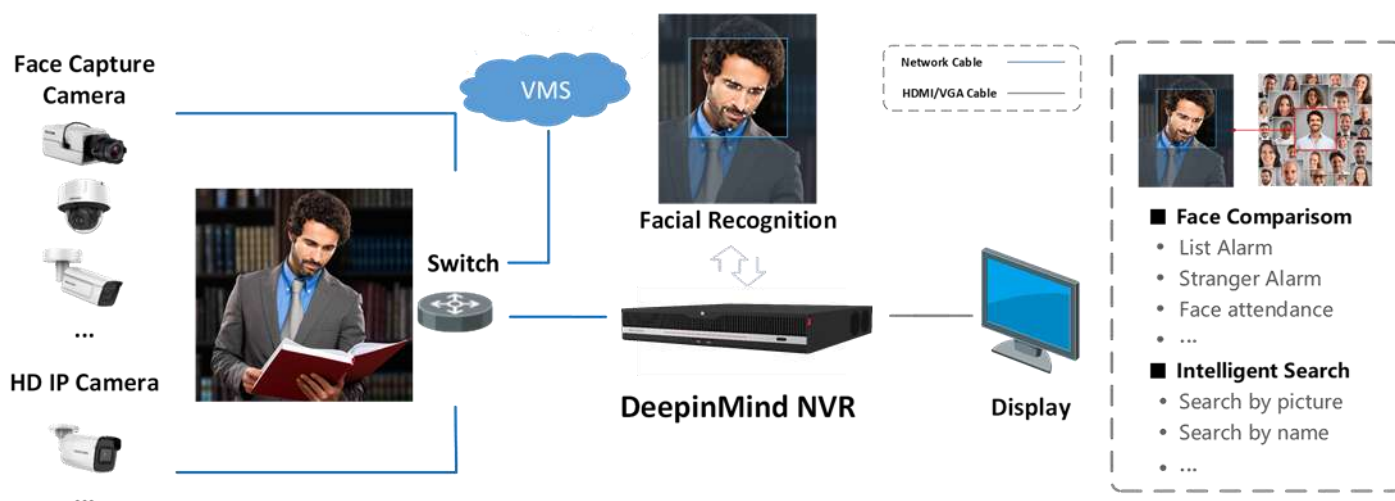 Face Capture
Camera
...
HD IP Camera
...
Switch
VMS
Facial Recognition
DeepinMind NVR
Display
Network Cable
HDMI/VGA Cable
■ Face Comparisom
• List Alarm
• Stranger Alarm
• Face attendance
• ...
■ Intelligent Search
• Search by picture
• Search by name
• ...